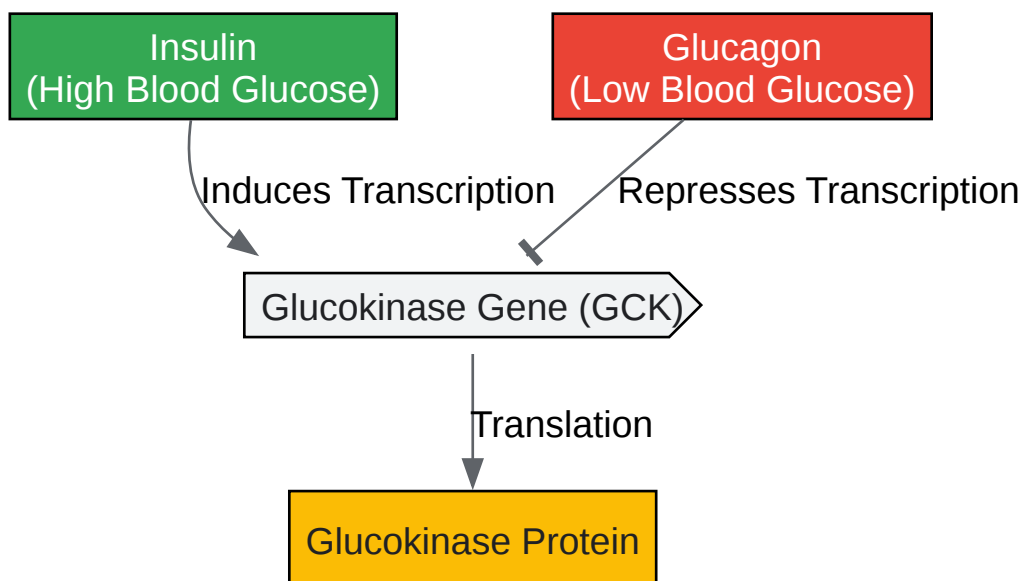 Insulin
(High Blood Glucose)
Glucagon
(Low Blood Glucose)
Induces Transcription
Represses Transcription
Glucokinase Gene (GCK)
Translation
Glucokinase Protein